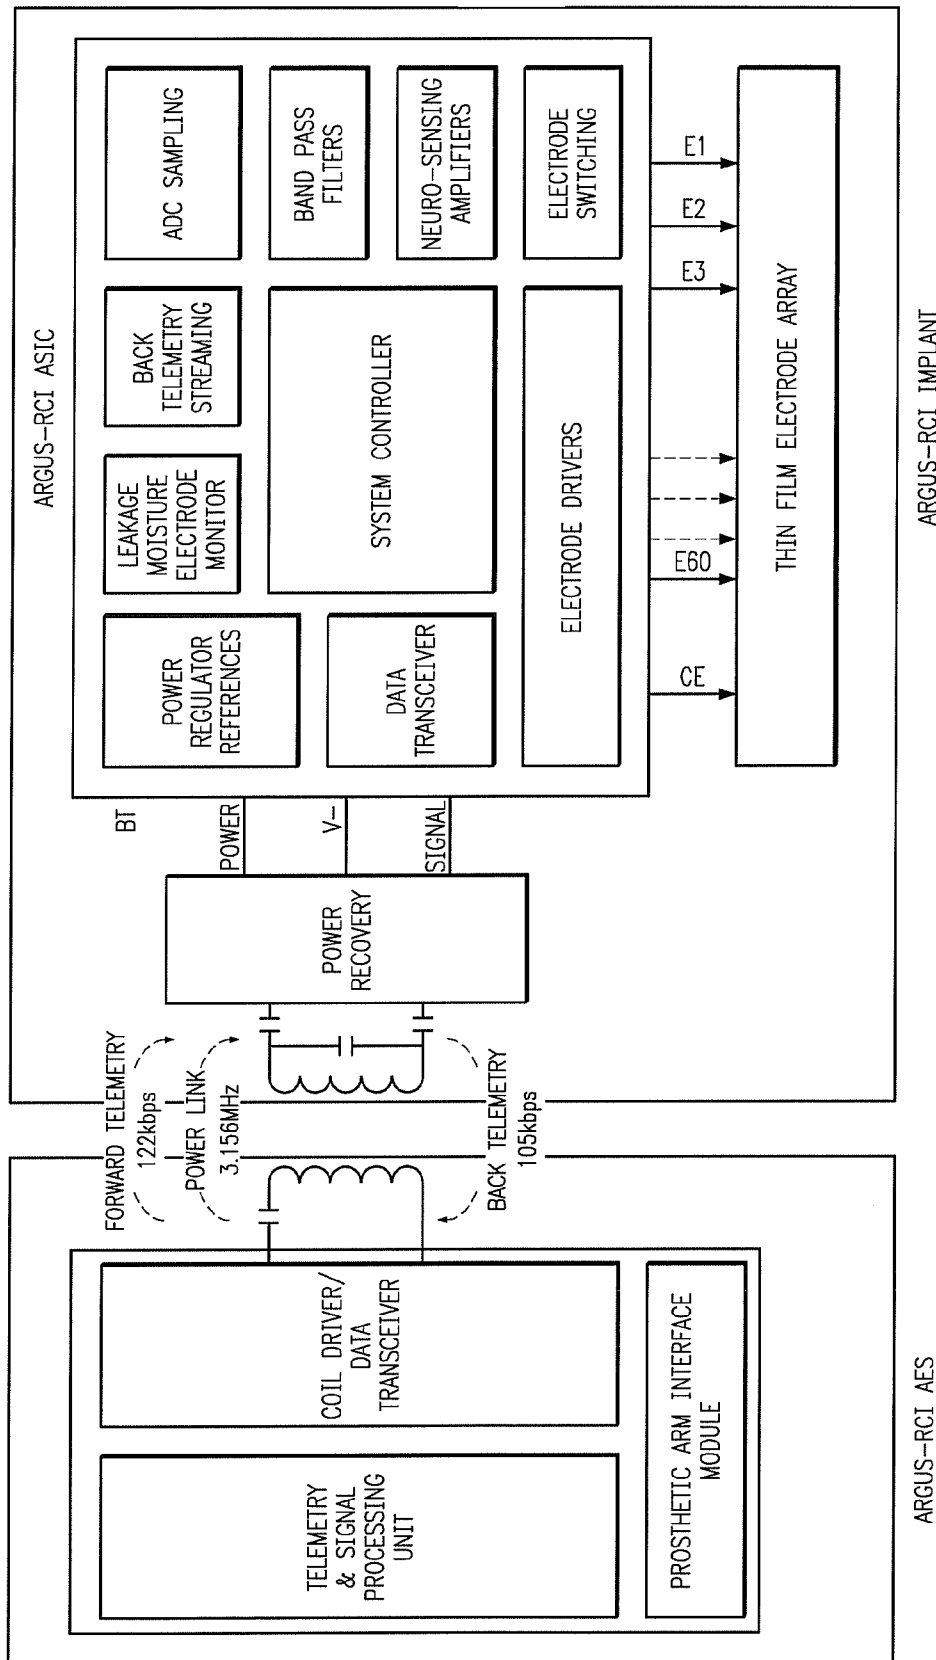 TELEMETRY
& SIGNAL
PROCESSING
UNIT
COIL DRIVER/
DATA
TRANSCEIVER
PROSTHETIC ARM INTERFACE
MODULE
ARGUS-RCI AES
FORWARD TELEMETRY
122kbps
POWER LINK
3.156MHz
BACK TELEMETRY
105kbps
ARGUS-RCI ASIC
BT
POWER
RECOVERY
POWER
V-
SIGNAL
POWER
REGULATOR
REFERENCES
LEAKAGE
MOISTURE
ELECTRODE
MONITOR
BACK
TELEMETRY
STREAMING
ADC SAMPLING
DATA
TRANSCEIVER
SYSTEM CONTROLLER
BAND PASS
FILTERS
NEURO-SENSING
AMPLIFIERS
ELECTRODE DRIVERS
ELECTRODE
SWITCHING
CE
E60
E3
E2
E1
THIN FILM ELECTRODE ARRAY
ARGUS-RCI IMPLANT